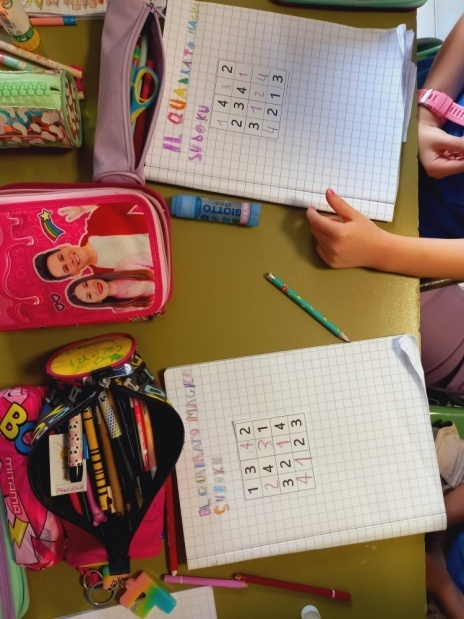 IL QUADRATO MAGICO
SUDOKU
1 4 3 2
2 3 4 1
3 1 2 4
4 2 1 3
GIOTTO
IL QUADRATO MAGICO
SUDOKU
1 3 4 2
2 4 3 1
3 2 1 4
4 1 2 3
MITAMA